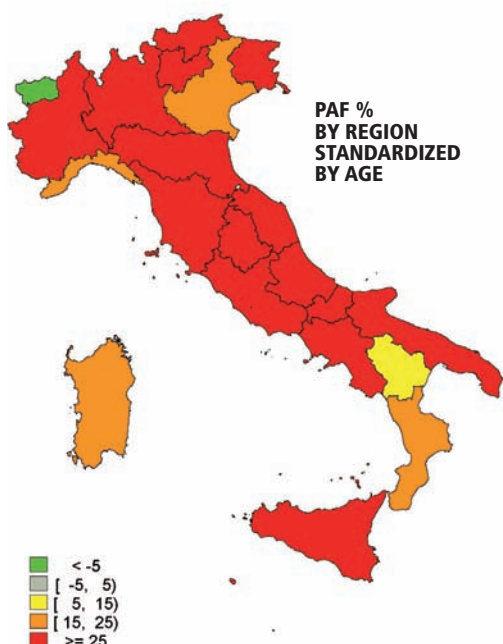 PAF %
BY REGION
STANDARDIZED
BY AGE
< -5
[ -5, 5)
[ 5, 15)
[ 15, 25)
>= 25